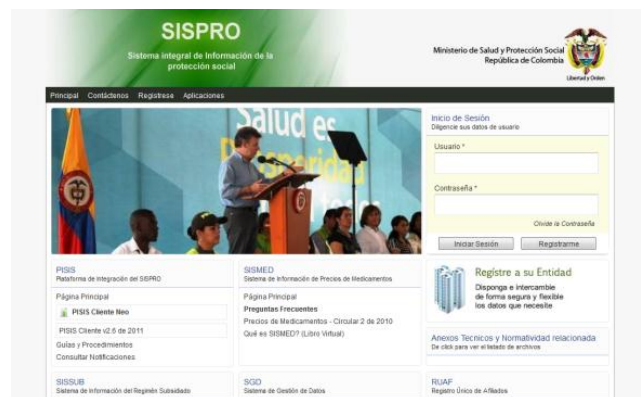 SISPRO
Sistema integral de Información de la
protección social
Ministerio de Salud y Protección Social
República de Colombia
Libertad y Orden
Principal Contáctenos Registrese Aplicaciones
Salud es
Prosperidad
Inicio de Sesión
Diligencie sus datos de usuario
Usuario *
Contraseña *
Olvide la Contraseña
Iniciar Sesión Registrarme
PISIS
Plataforma de Integración del SISPRO
Página Principal
PISIS Cliente Neo
PISIS Cliente v2.6 de 2011
Guías y Procedimientos
Consultar Notificaciones
SISMED
Sistema de Información de Precios de Medicamentos
Página Principal
Preguntas Frecuentes
Precios de Medicamentos - Circular 2 de 2010
Qué es SISMED? (Libro Virtual)
Regístre a su Entidad
Disponga e intercambie
de forma segura y flexible
los datos que necesite
Anexos Tecnicos y Normatividad relacionada
De click para ver el listado de archivos
SISSUB
Sistema de Información del Regimén Subsidiado
SGD
Sistema de Gestión de Datos
RUAF
Registro Único de Afiliados